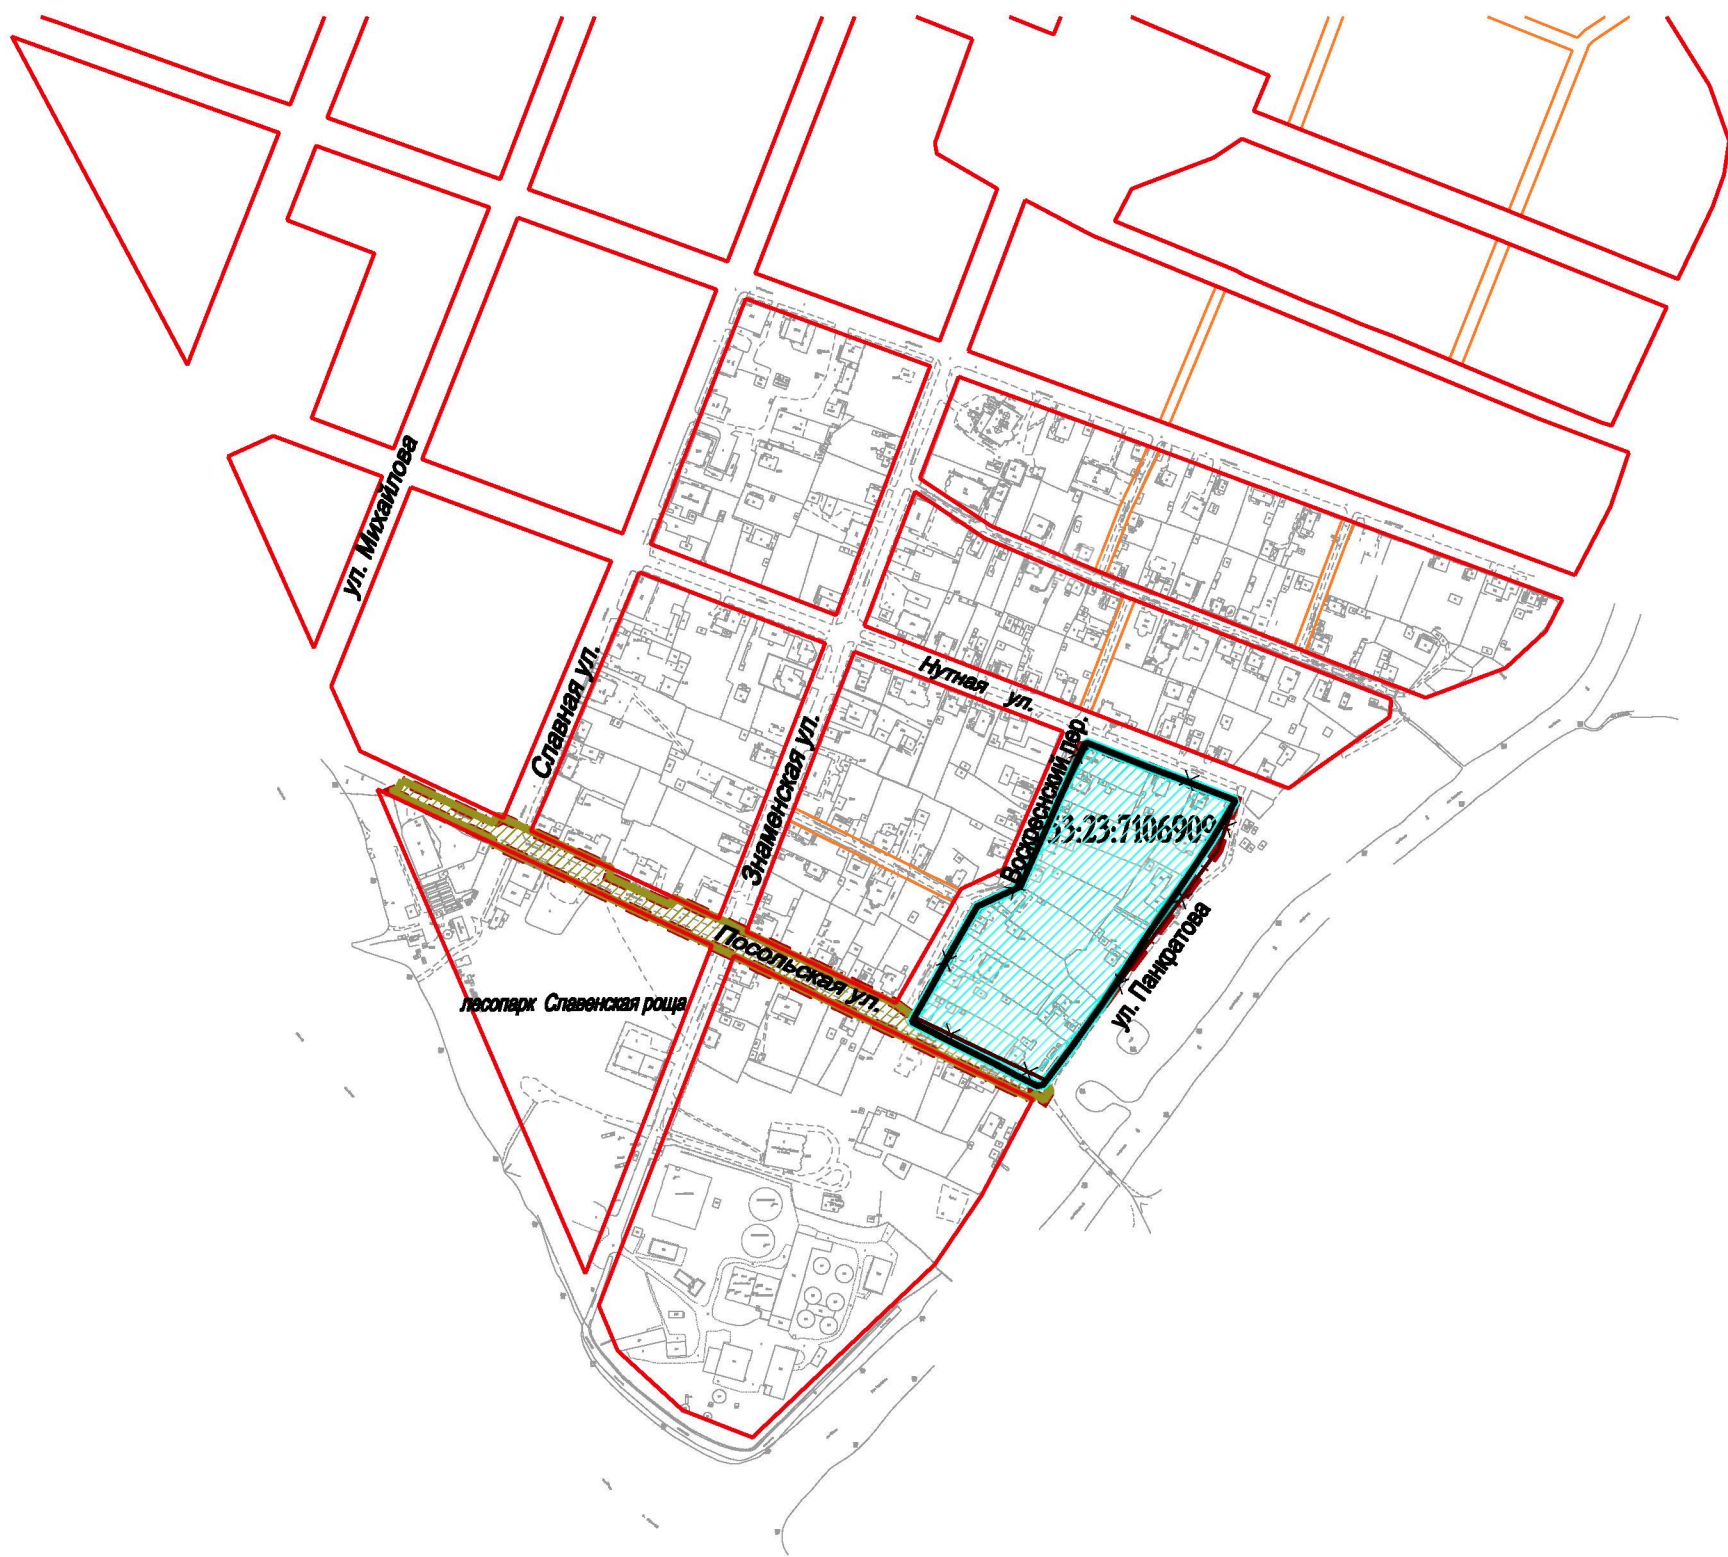 ул. Михайлова
Славная ул.
Знаменская ул.
Нутная ул.
Воскресенский пер.
53:23:7106909
ул. Панкратова
Посольская ул.
лесопарк Славенская роща